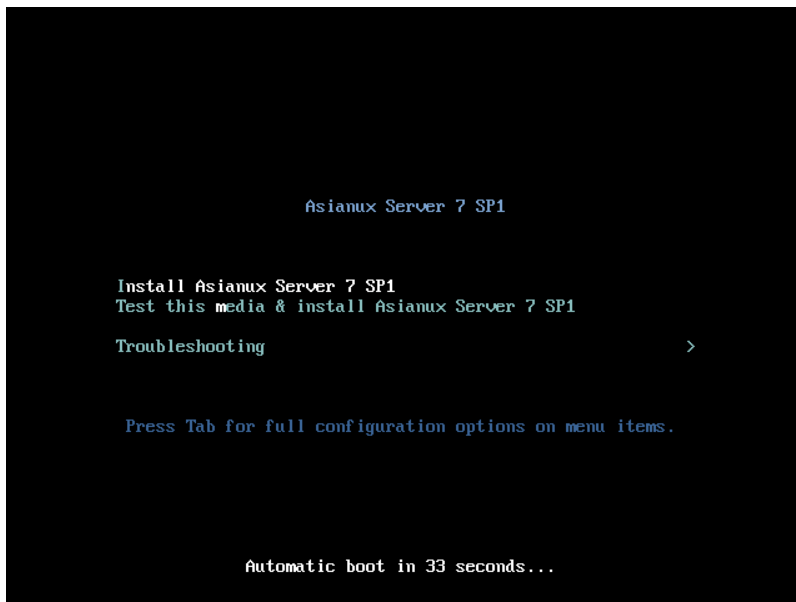 Asianux Server 7 SP1
Install Asianux Server 7 SP1
Test this media & install Asianux Server 7 SP1
Troubleshooting >
Press Tab for full configuration options on menu items.
Automatic boot in 33 seconds...